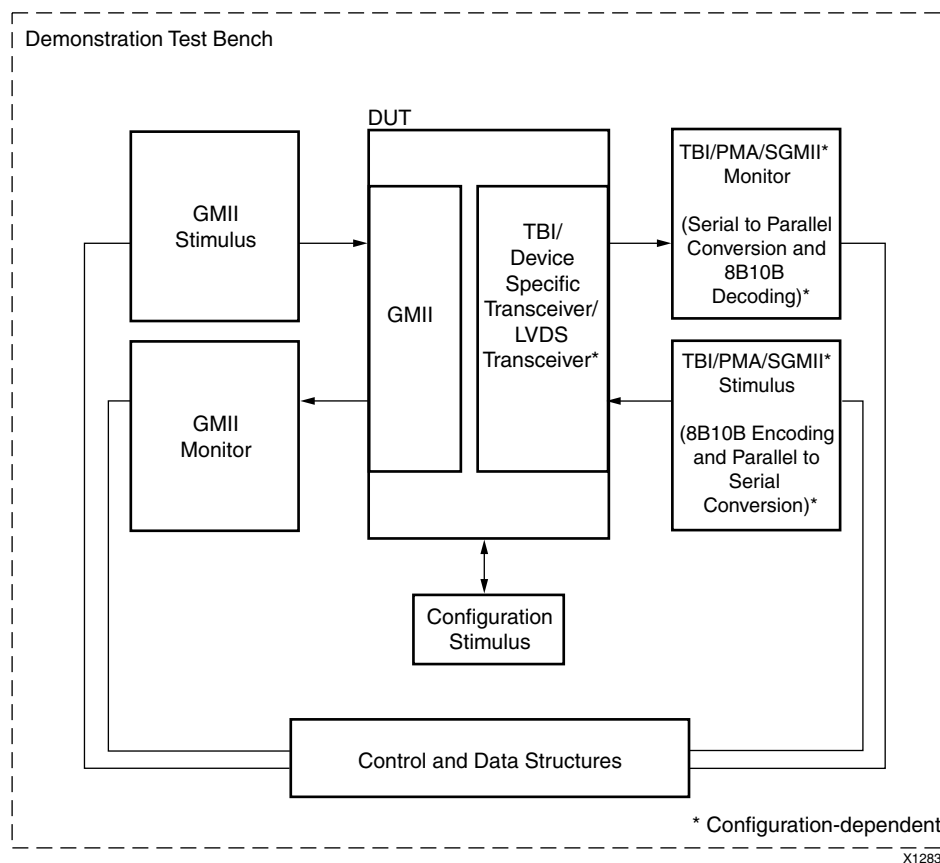 Demonstration Test Bench
DUT
GMII
Stimulus
GMII
Monitor
GMII
TBI/
Device
Specific
Transceiver/
LVDS
Transceiver*
TBI/PMA/SGMII*
Monitor
(Serial to Parallel
Conversion and
8B10B
Decoding)*
TBI/PMA/SGMII*
Stimulus
(8B10B Encoding
and Parallel to
Serial
Conversion)*
Configuration
Stimulus
Control and Data Structures
* Configuration-dependent
X1283